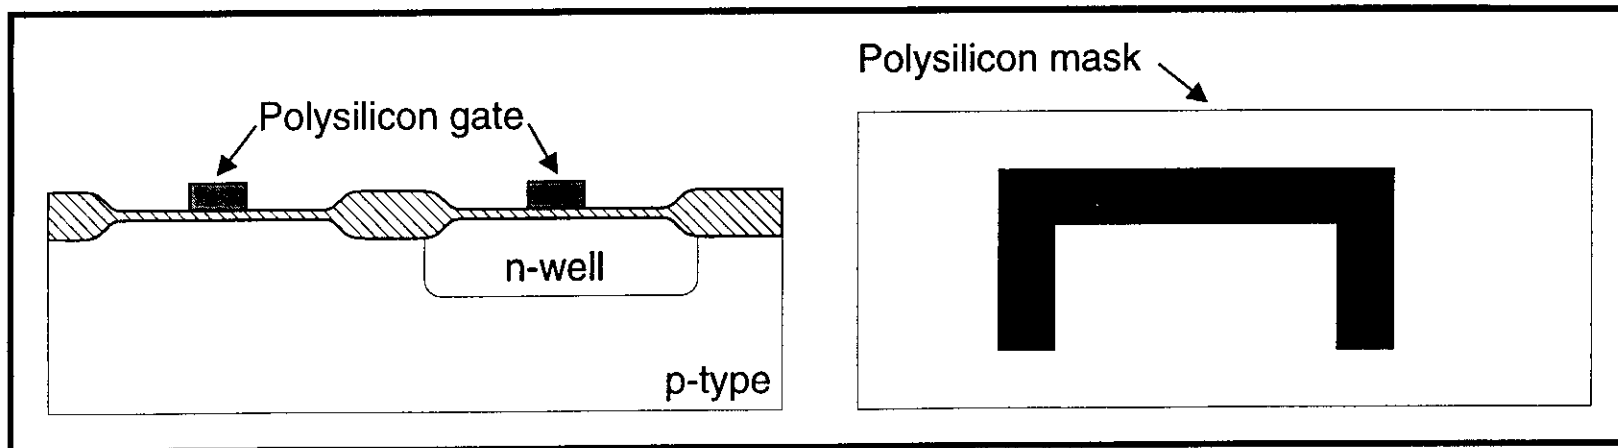 Polysilicon gate
n-well
p-type
Polysilicon mask